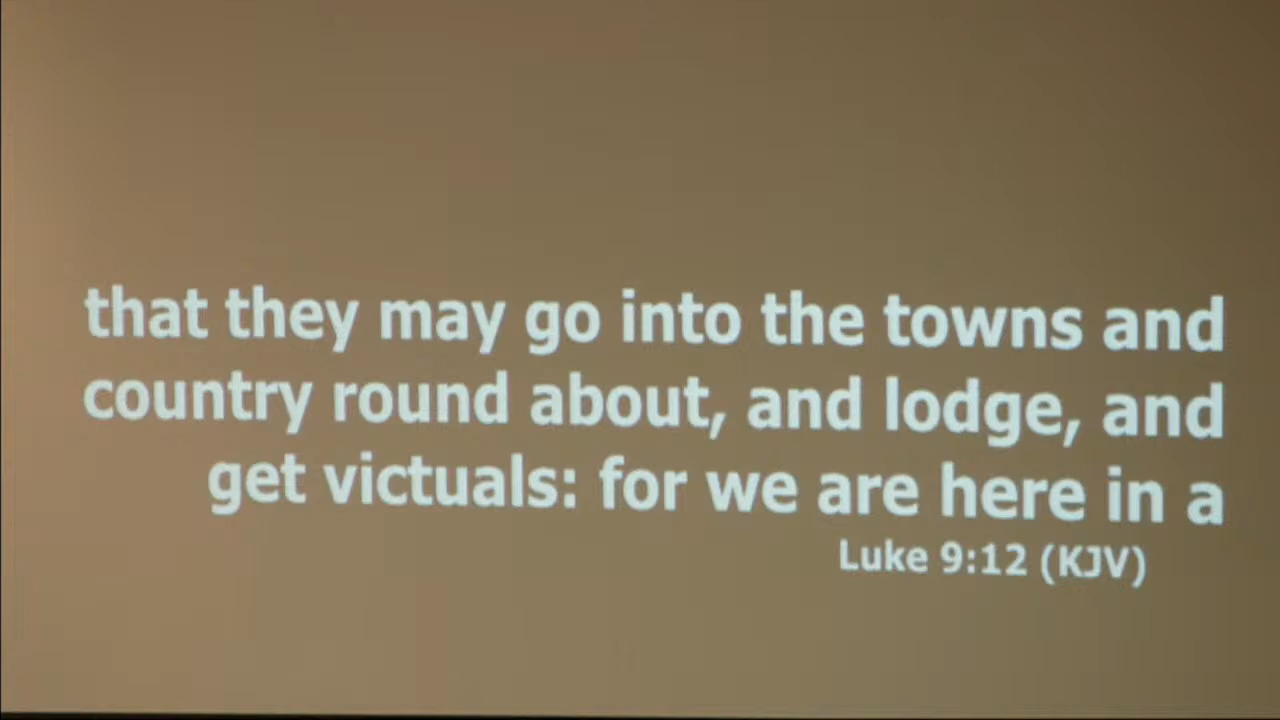 that they may go into the towns and
country round about, and lodge, and
get victuals: for we are here in a
Luke 9:12 (KJV)